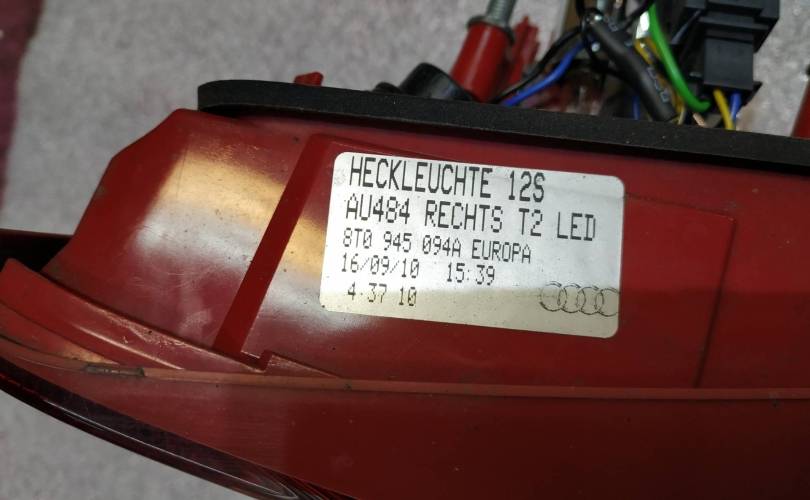 HECKLEUCHTE 12S
AU484 RECHTS T2 LED
8T0 945 094A EUROPA
16/09/10 15:39
4 37 10